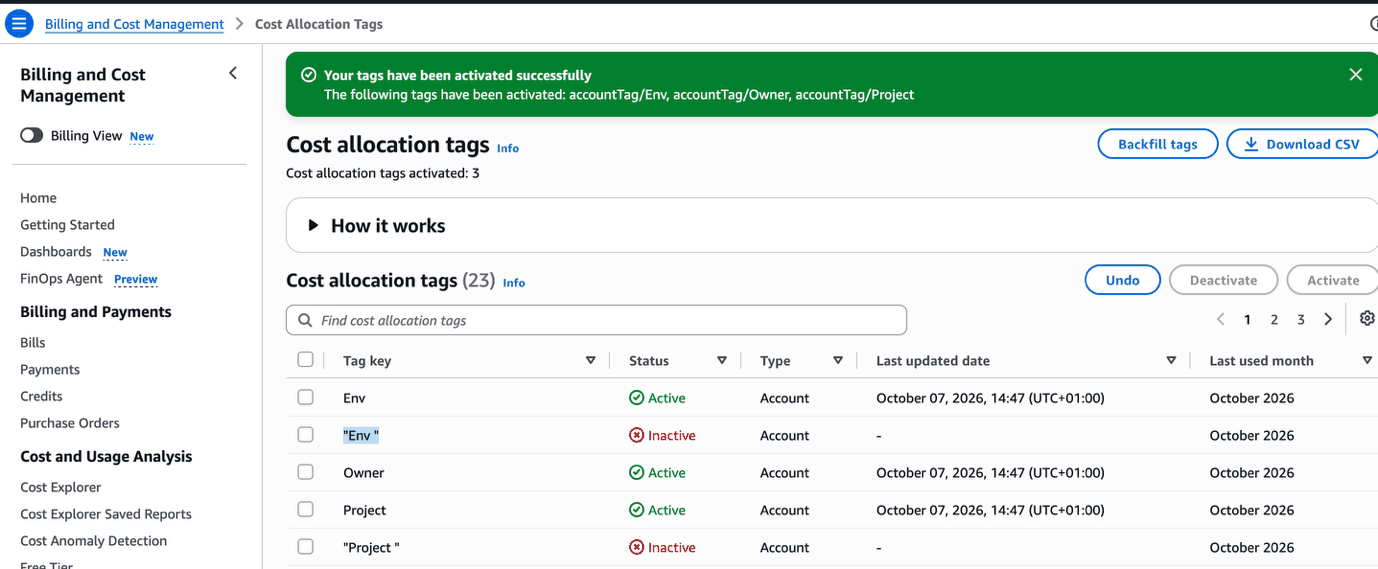 Billing and Cost Management > Cost Allocation Tags
Billing and Cost Management
Billing View New
Home
Getting Started
Dashboards New
FinOps Agent Preview
Billing and Payments
Bills
Payments
Credits
Purchase Orders
Cost and Usage Analysis
Cost Explorer
Cost Explorer Saved Reports
Cost Anomaly Detection
Free Tier
Your tags have been activated successfully
The following tags have been activated: accountTag/Env, accountTag/Owner, accountTag/Project
Cost allocation tags Info
Backfill tags Download CSV
Cost allocation tags activated: 3
How it works
Cost allocation tags (23) Info
Undo Deactivate Activate
Find cost allocation tags
1 2 3
Tag key Status Type Last updated date Last used month
Env Active Account October 07, 2026, 14:47 (UTC+01:00) October 2026
"Env " Inactive Account - October 2026
Owner Active Account October 07, 2026, 14:47 (UTC+01:00) October 2026
Project Active Account October 07, 2026, 14:47 (UTC+01:00) October 2026
"Project " Inactive Account - October 2026